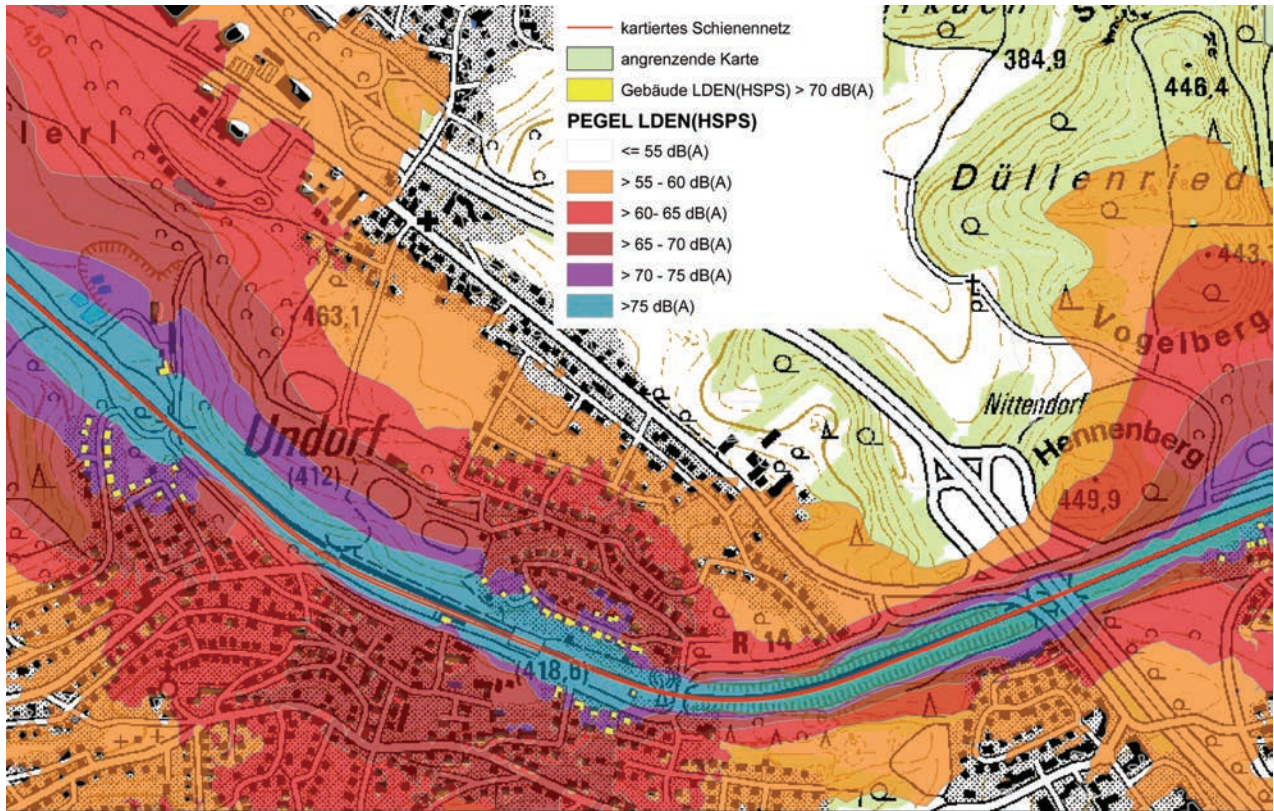 kartiertes Schienennetz
angrenzende Karte
Gebäude LDEN(HSPS) > 70 dB(A)
PEGEL LDEN(HSPS)
<= 55 dB(A)
> 55 - 60 dB(A)
> 60- 65 dB(A)
> 65 - 70 dB(A)
> 70 - 75 dB(A)
>75 dB(A)
450
384,9
446,4
lerl
Düllenried
443,
463,1
Vogelberg
Undorf
(412)
Nittendorf
Hennenberg
449,9
R 14
(418,6)